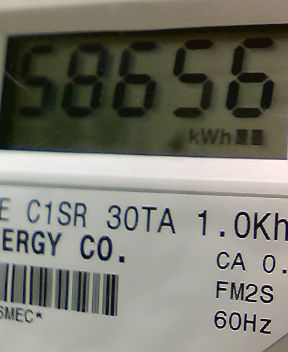 58656
kWh
E C1SR 30TA 1.0Kh
ERGY CO.
CA 0.
FM2S
SMEC*
60Hz